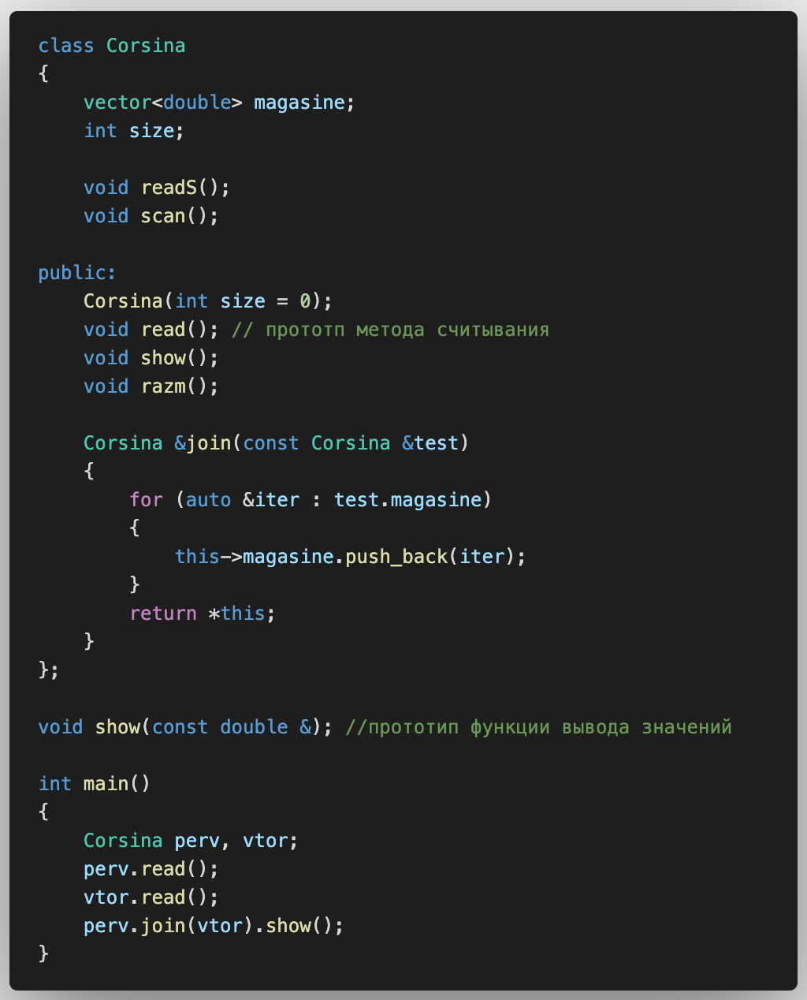 class Corsina
{
    vector<double> magasine;
    int size;

    void readS();
    void scan();

public:
    Corsina(int size = 0);
    void read(); // прототп метода считывания
    void show();
    void razm();

    Corsina &join(const Corsina &test)
    {
        for (auto &iter : test.magasine)
        {
            this->magasine.push_back(iter);
        }
        return *this;
    }
};

void show(const double &); //прототип функции вывода значений

int main()
{
    Corsina perv, vtor;
    perv.read();
    vtor.read();
    perv.join(vtor).show();
}